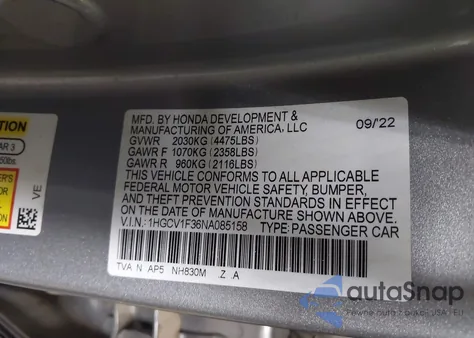 MFD. BY HONDA DEVELOPMENT &
MANUFACTURING OF AMERICA, LLC 09/22
GVWR 2030KG (4475LBS)
GAWR F 1070KG (2358LBS)
GAWR R 960KG (2116LBS)
THIS VEHICLE CONFORMS TO ALL APPLICABLE
FEDERAL MOTOR VEHICLE SAFETY, BUMPER,
AND THEFT PREVENTION STANDARDS IN EFFECT
ON THE DATE OF MANUFACTURE SHOWN ABOVE.
V.I.N.: 1HGCV1F36NA085158 TYPE: PASSENGER CAR
TVA N AP5 NH830M Z A
VE
autoSnap